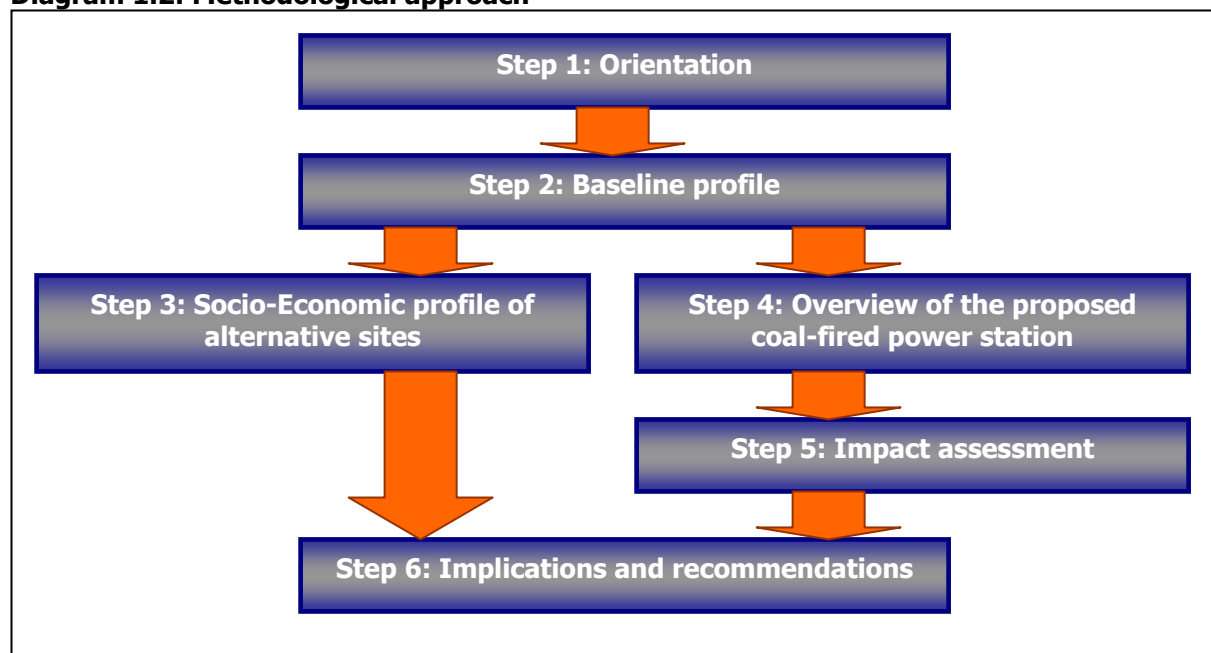 Diagram 1.2: Methodological approach
Step 1: Orientation
Step 2: Baseline profile
Step 3: Socio-Economic profile of
alternative sites
Step 4: Overview of the proposed
coal-fired power station
Step 5: Impact assessment
Step 6: Implications and recommendations